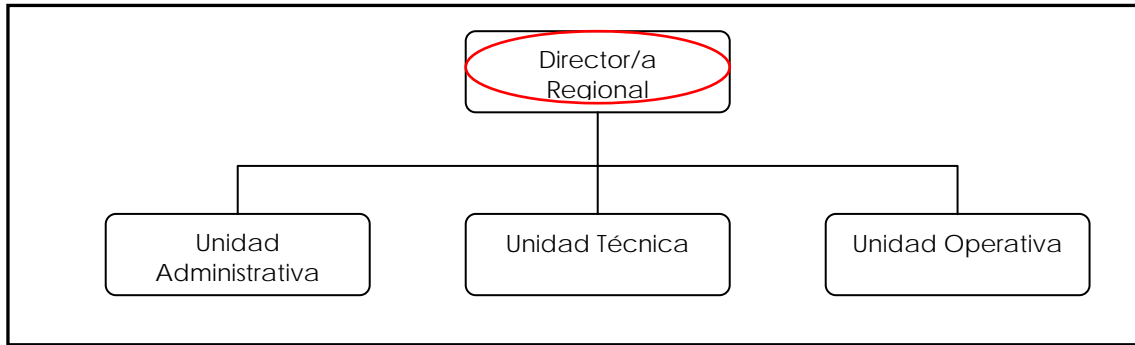 Director/a
Regional
Unidad
Administrativa
Unidad Técnica
Unidad Operativa